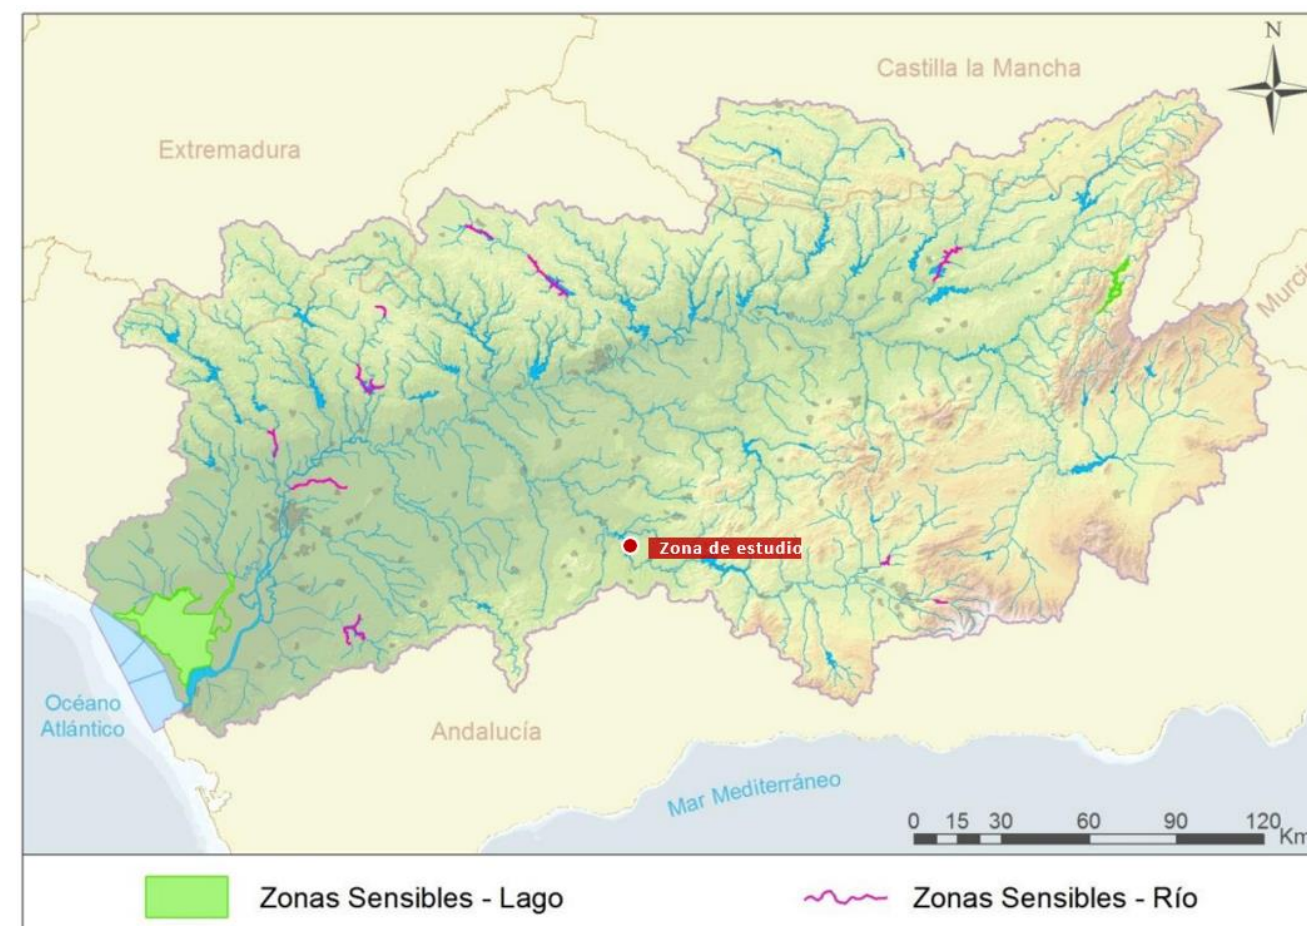 N
Castilla la Mancha
Extremadura
Zona de estudio
Océano
Atlántico
Andalucía
Mar Mediterráneo
0 15 30 60 90 120
Km
Zonas Sensibles - Lago
Zonas Sensibles - Río